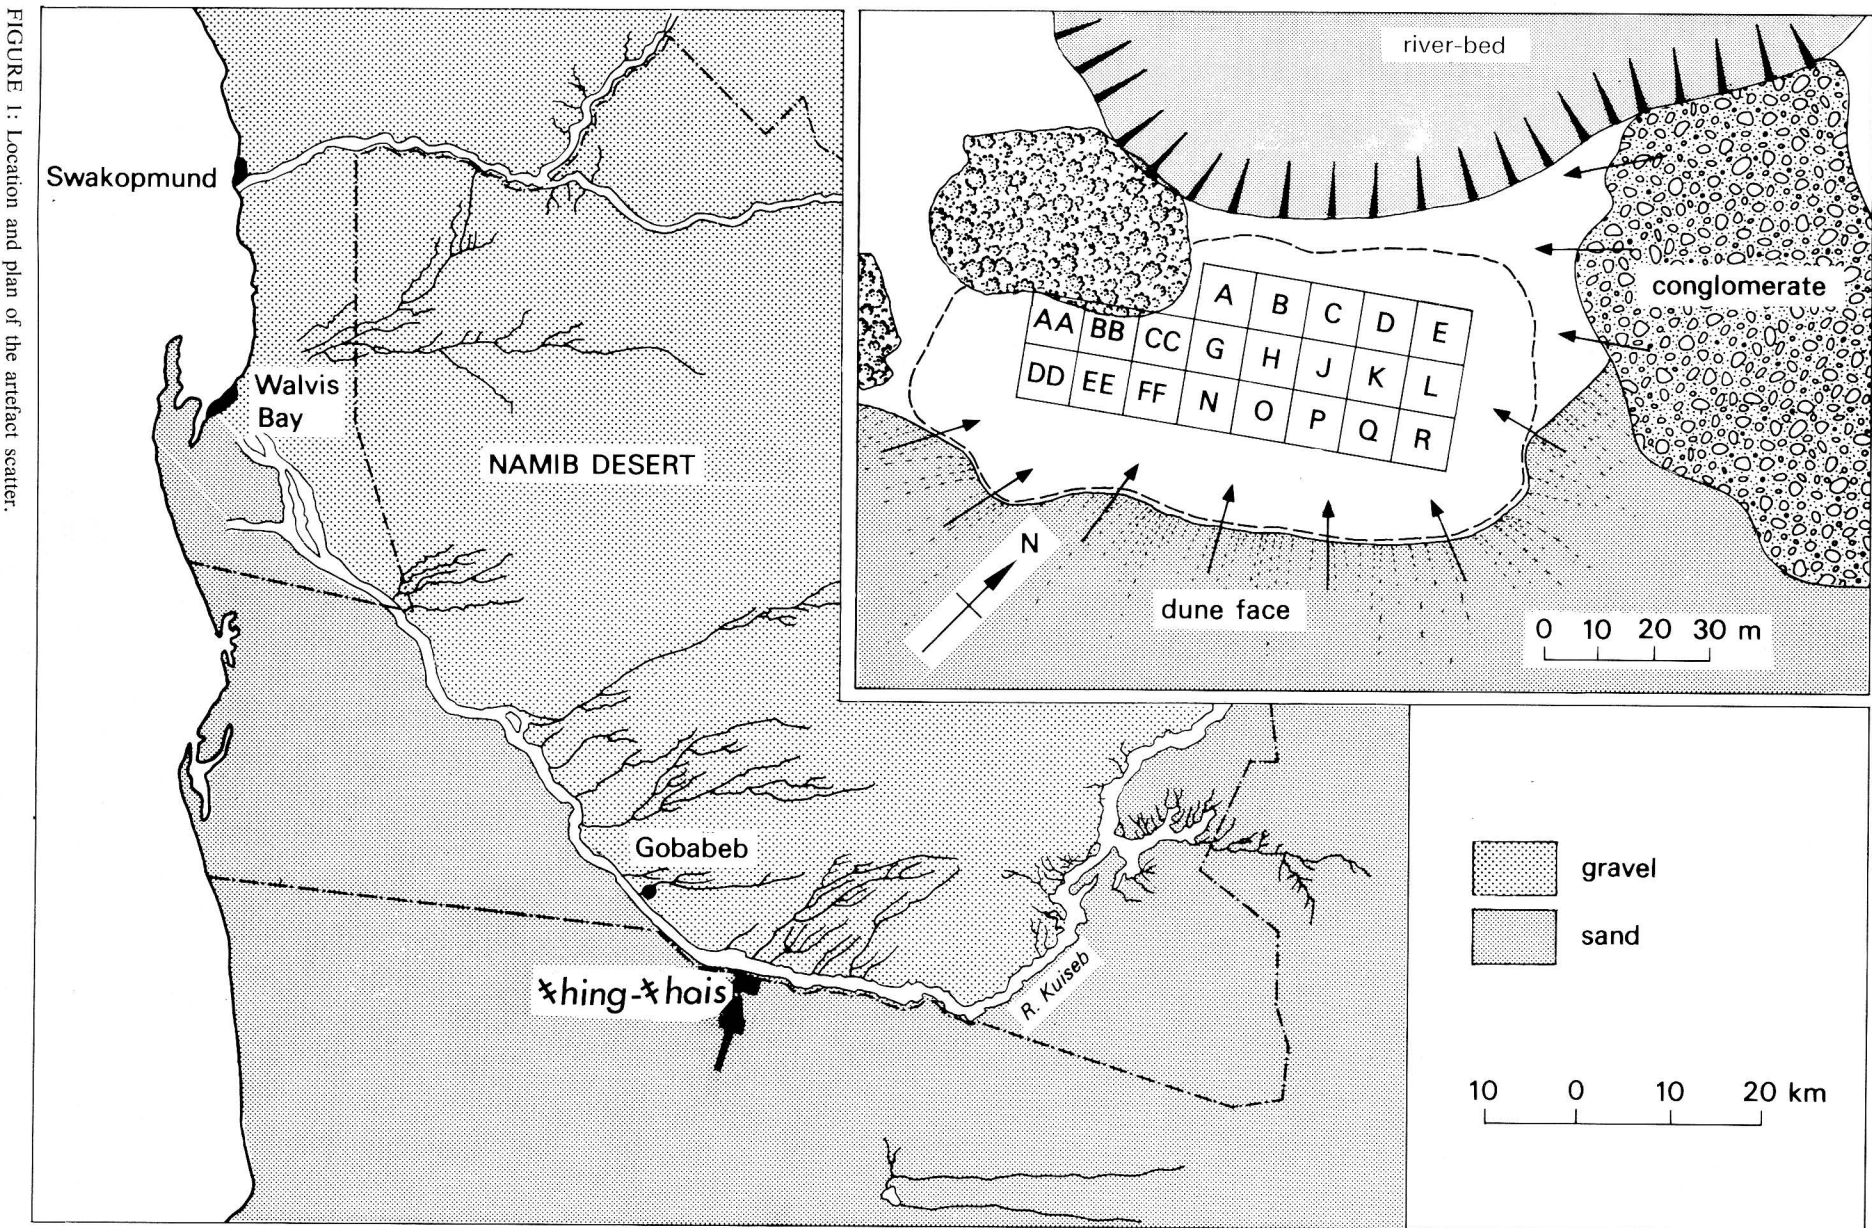 FIGURE 1: Location and plan of the artefact scatter.
Swakopmund
Walvis
Bay
NAMIB DESERT
Gobabeb
ǂhing-ǂhais
R. Kuiseb
river-bed
conglomerate
A B C D E
AA BB CC G H J K L
DD EE FF N O P Q R
N
dune face
0 10 20 30 m
gravel
sand
10 0 10 20 km